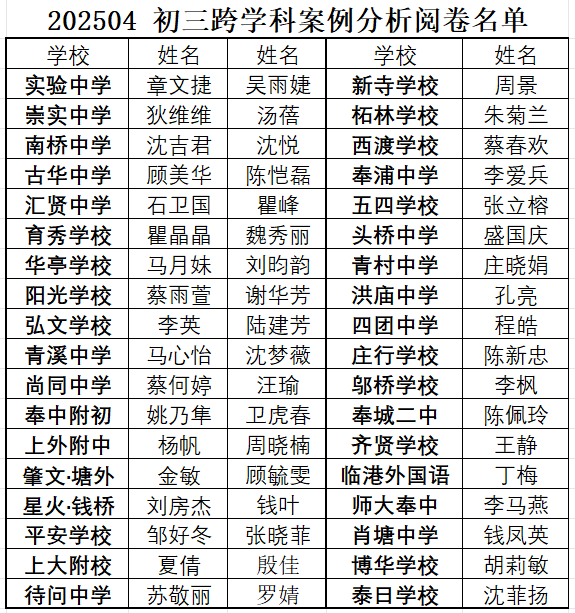 202504 初三跨学科案例分析阅卷名单
学校 姓名 姓名 学校 姓名
实验中学 章文捷 吴雨婕 新寺学校 周景
崇实中学 狄维维 汤蓓 柘林学校 朱菊兰
南桥中学 沈吉君 沈悦 西渡学校 蔡春欢
古华中学 顾美华 陈恺磊 奉浦中学 李爱兵
汇贤中学 石卫国 瞿峰 五四学校 张立榕
育秀学校 瞿晶晶 魏秀丽 头桥中学 盛国庆
华亭学校 马月妹 刘昀韵 青村中学 庄晓娟
阳光学校 蔡雨萱 谢华芳 洪庙中学 孔亮
弘文学校 李英 陆建芳 四团中学 程皓
青溪中学 马心怡 沈梦薇 庄行学校 陈新忠
尚同中学 蔡何婷 汪瑜 邬桥学校 李枫
奉中附初 姚乃隼 卫虎春 奉城二中 陈佩玲
上外附中 杨帆 周晓楠 齐贤学校 王静
肇文·塘外 金敏 顾毓雯 临港外国语 丁梅
星火·钱桥 刘房杰 钱叶 师大奉中 李马燕
平安学校 邹好冬 张晓菲 肖塘中学 钱凤英
上大附校 夏倩 殷佳 博华学校 胡莉敏
待问中学 苏敬丽 罗婧 泰日学校 沈菲扬